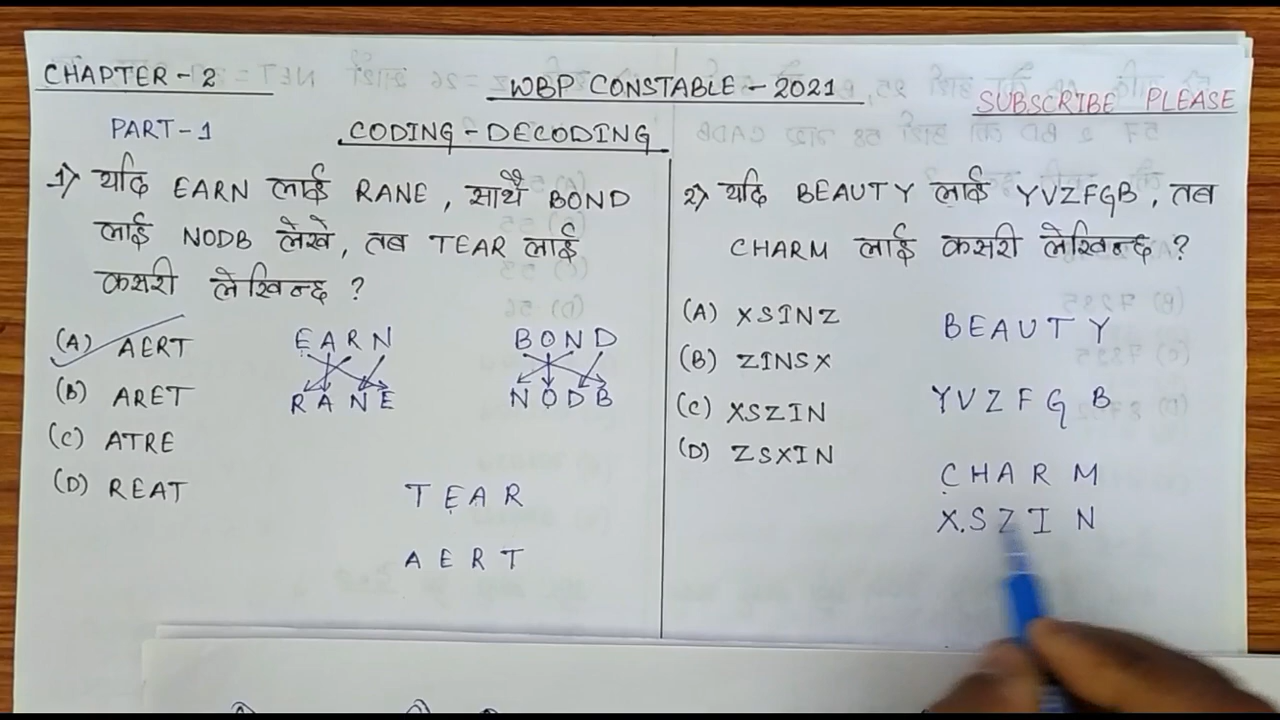 CHAPTER - 2
WBP CONSTABLE - 2021
SUBSCRIBE PLEASE
PART - 1
CODING - DECODING
1) यदि EARN लाई RANE, साथै BOND
लाई NODB लेखे, तब TEAR लाई
कसरी लेखिन्छ ?
(A) AERT
(B) ARET
(C) ATRE
(D) REAT
EARN
RANE
BOND
NODB
TEAR
AERT
2) यदि BEAUTY लाई YVZFGB, तब
CHARM लाई कसरी लेखिन्छ ?
(A) XSINZ
(B) ZINSX
(C) XSZIN
(D) ZSXIN
BEAUTY
YVZFGB
CHARM
X.SZIN